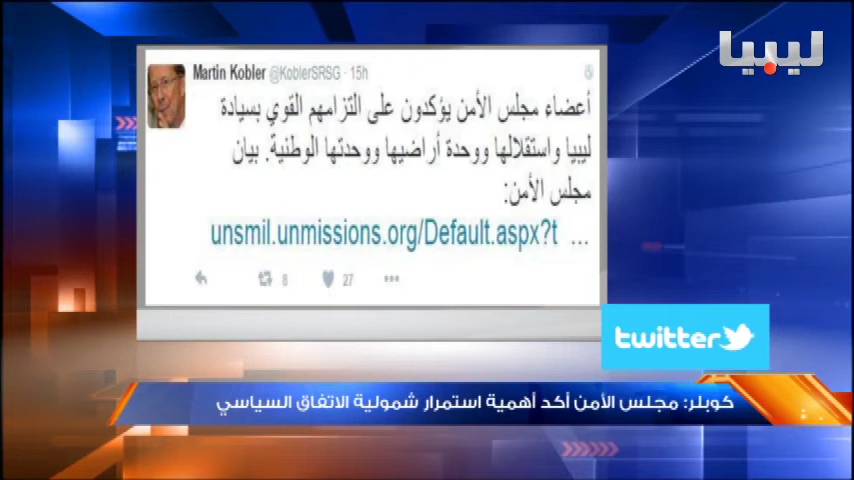 ليبيا
Martin Kobler @KoblerSRSG · 15h
أعضاء مجلس الأمن يؤكدون على التزامهم القوي بسيادة
ليبيا واستقلالها ووحدة أراضيها ووحدتها الوطنية. بيان
مجلس الأمن:
unsmil.unmissions.org/Default.aspx?t ...
8 27
twitter
كوبلر: مجلس الأمن أكد أهمية استمرار شمولية الاتفاق السياسي